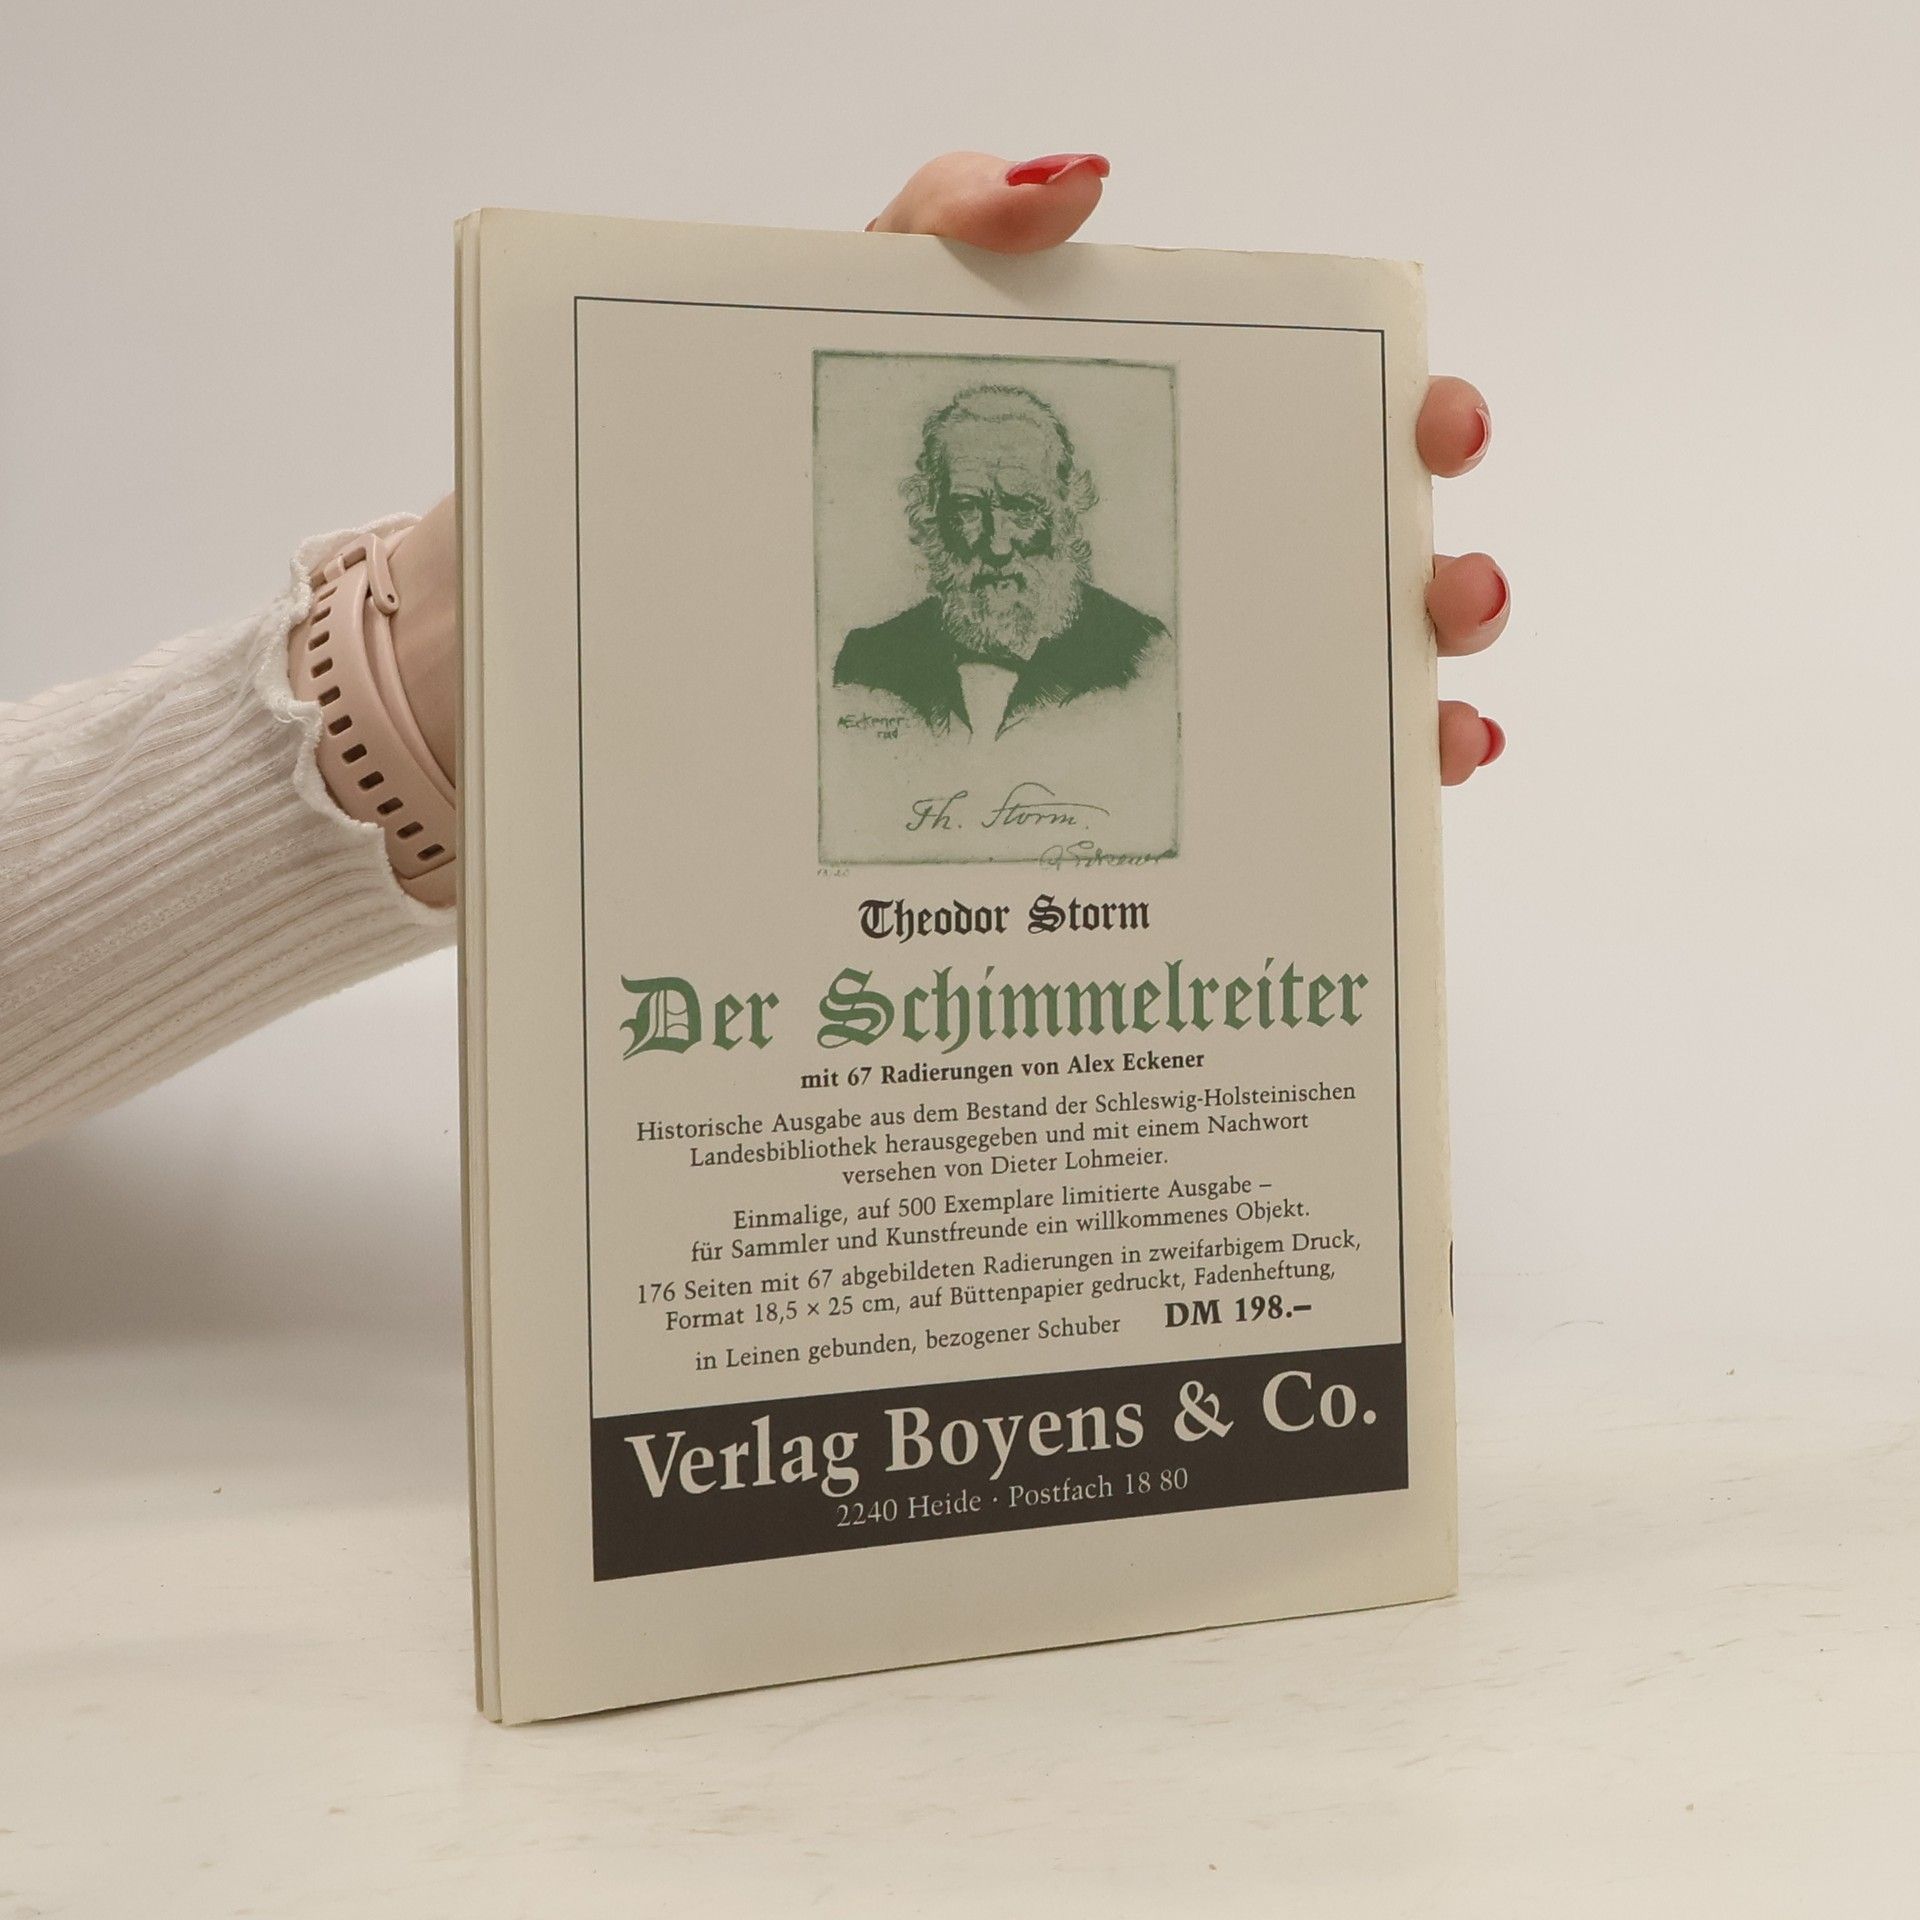 AEckener
rad
Th. Storm.
A Eckener
Theodor Storm
Der Schimmelreiter
mit 67 Radierungen von Alex Eckener
Historische Ausgabe aus dem Bestand der Schleswig-Holsteinischen
Landesbibliothek herausgegeben und mit einem Nachwort
versehen von Dieter Lohmeier.
Einmalige, auf 500 Exemplare limitierte Ausgabe –
für Sammler und Kunstfreunde ein willkommenes Objekt.
176 Seiten mit 67 abgebildeten Radierungen in zweifarbigem Druck,
Format 18,5 × 25 cm, auf Büttenpapier gedruckt, Fadenheftung,
in Leinen gebunden, bezogener Schuber DM 198.–
Verlag Boyens & Co.
2240 Heide · Postfach 18 80